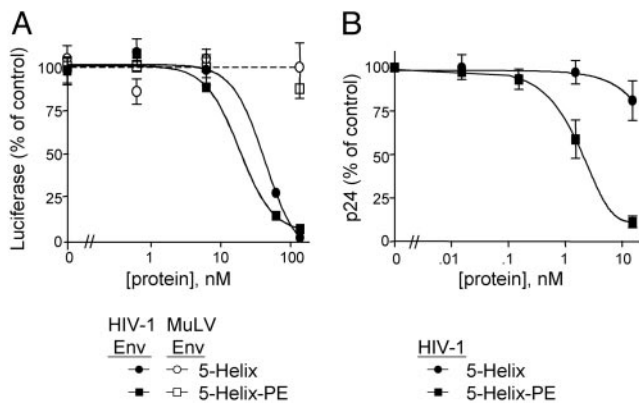 A
B
Luciferase (% of control)
100
75
50
25
0
0
1
10
100
[protein], nM
p24 (% of control)
100
75
50
25
0
0
.01
.1
1
10
[protein], nM
HIV-1 MuLV
Env Env
5-Helix
5-Helix-PE
HIV-1
5-Helix
5-Helix-PE